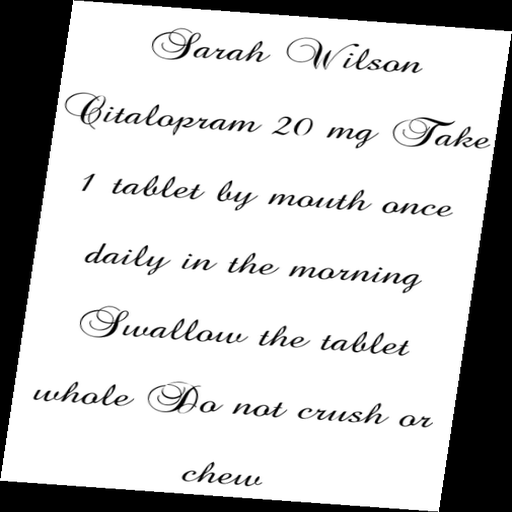 Sarah Wilson
Citalopram 20 mg Take
1 tablet by mouth once
daily in the morning
Swallow the tablet
whole Do not crush or
chew